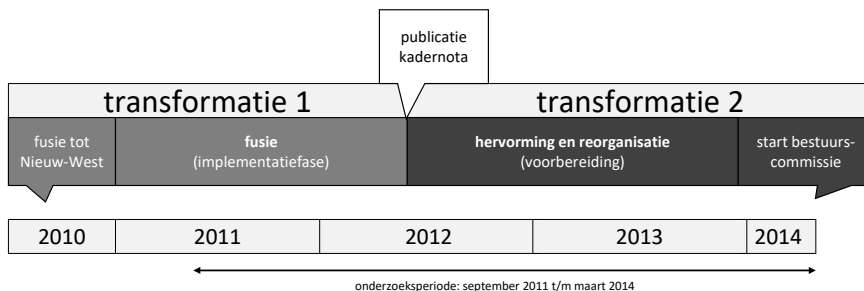 publicatie
kadernota
transformatie 1
transformatie 2
fusie tot
Nieuw-West
fusie
(implementatiefase)
hervorming en reorganisatie
(voorbereiding)
start bestuurs-
commissie
2010
2011
2012
2013
2014
onderzoeksperiode: september 2011 t/m maart 2014